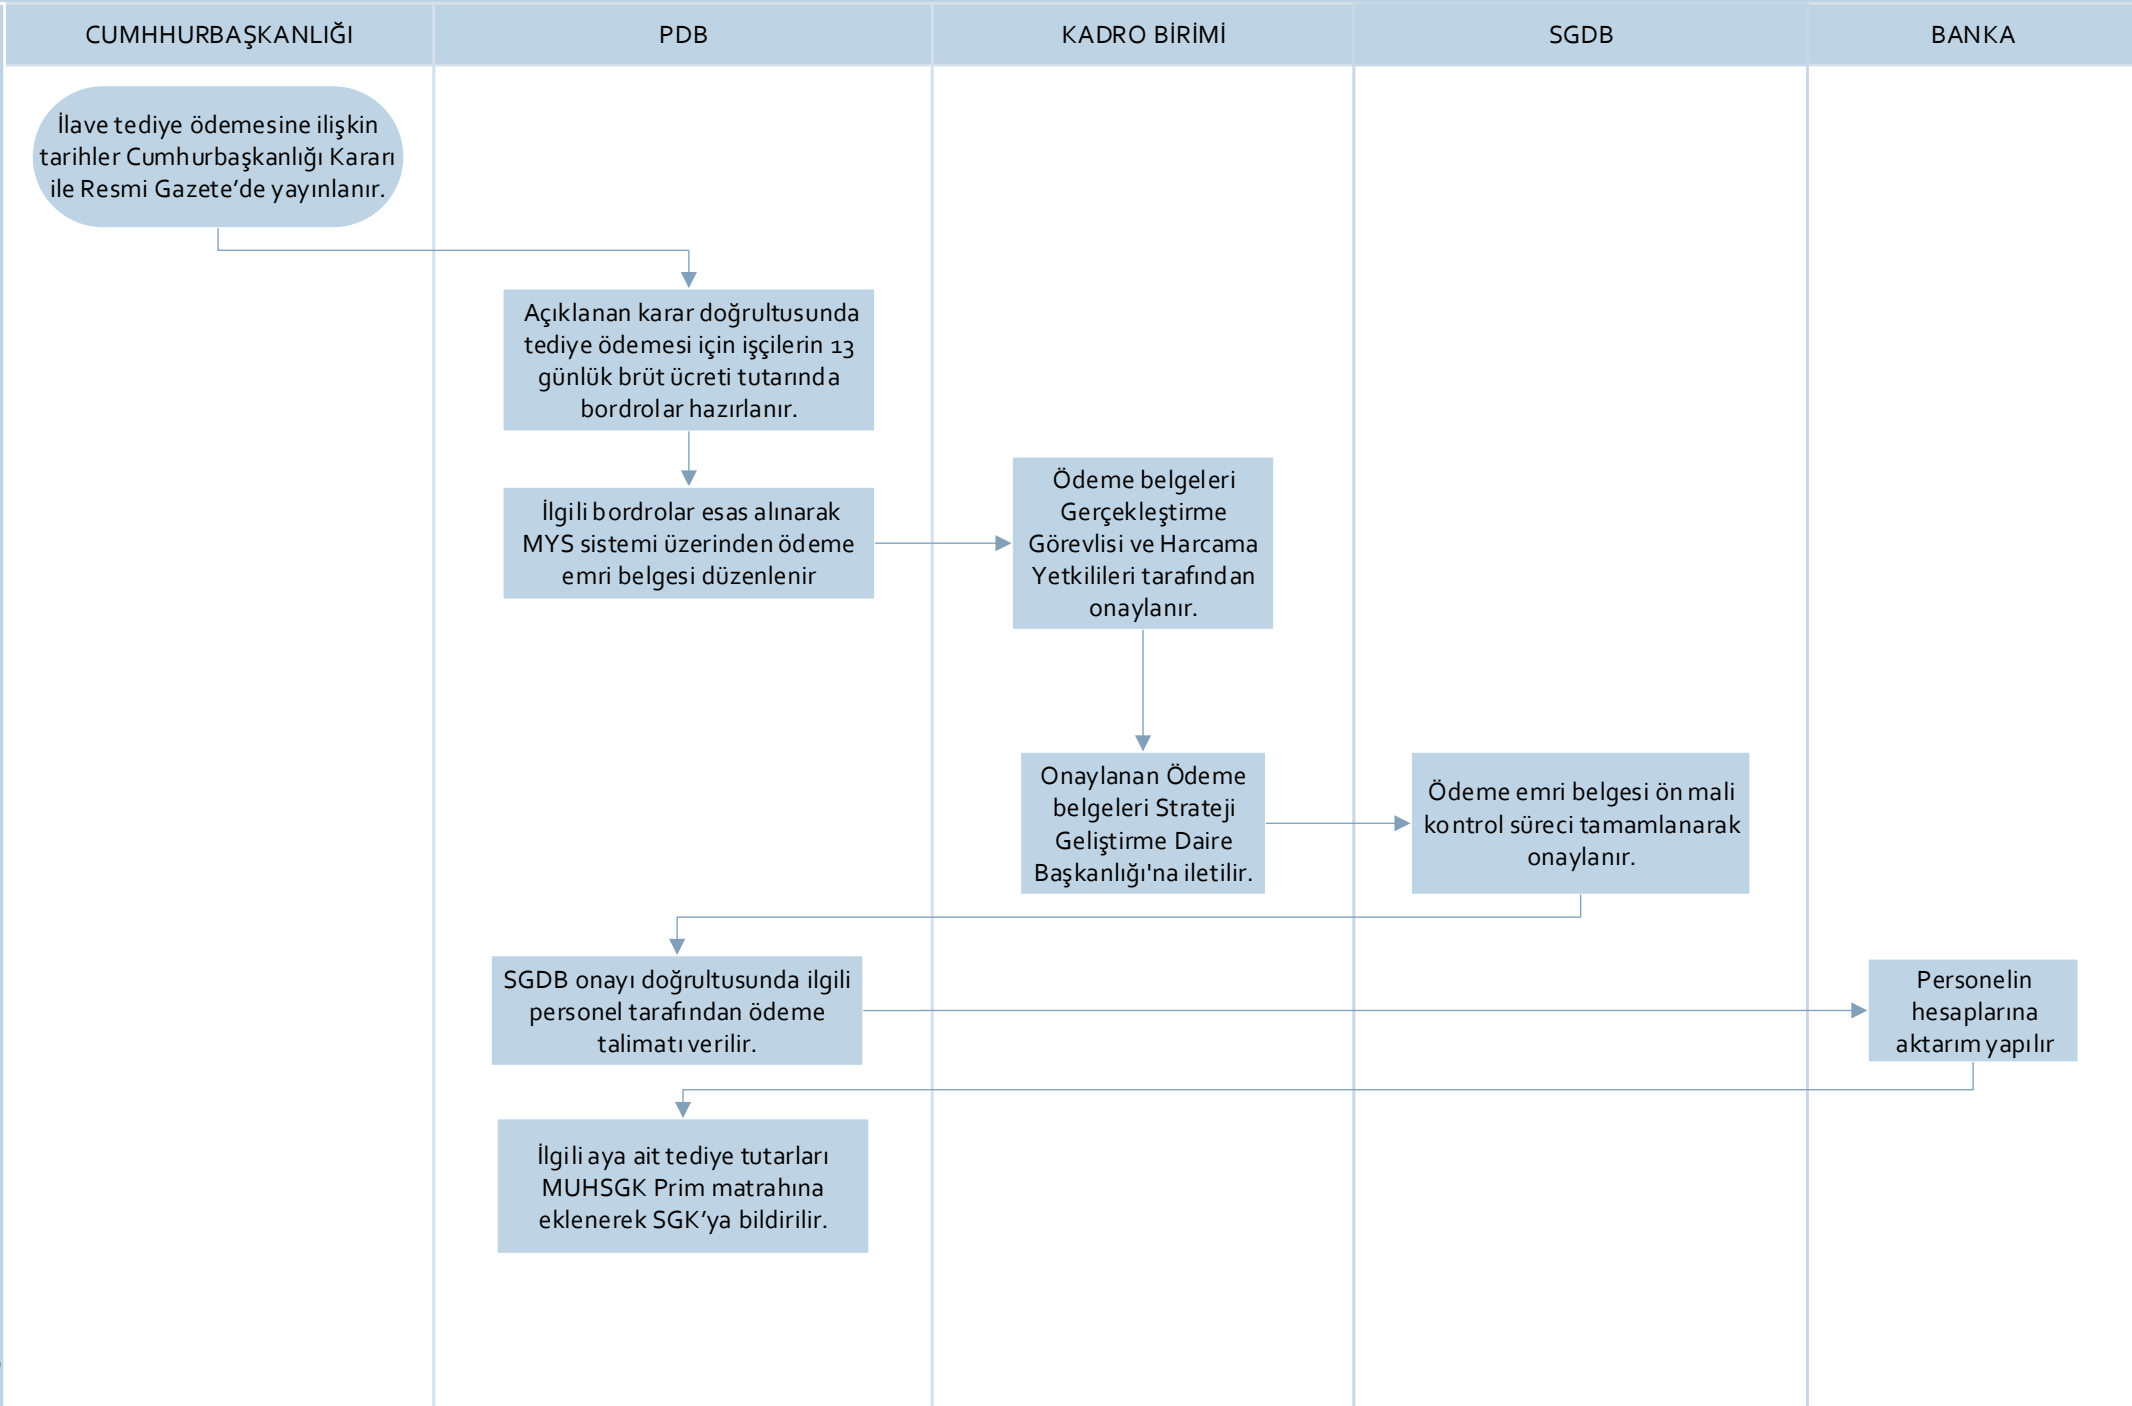 CUMHHURBAŞKANLIĞI
PDB
KADRO BİRİMİ
SGDB
BANKA
İlave tediye ödemesine ilişkin
tarihler Cumhurbaşkanlığı Kararı
ile Resmi Gazete’de yayınlanır.
Açıklanan karar doğrultusunda
tediye ödemesi için işçilerin 13
günlük brüt ücreti tutarında
bordrolar hazırlanır.
İlgili bordrolar esas alınarak
MYS sistemi üzerinden ödeme
emri belgesi düzenlenir
Ödeme belgeleri
Gerçekleştirme
Görevlisi ve Harcama
Yetkilileri tarafından
onaylanır.
Onaylanan Ödeme
belgeleri Strateji
Geliştirme Daire
Başkanlığı'na iletilir.
Ödeme emri belgesi ön mali
kontrol süreci tamamlanarak
onaylanır.
SGDB onayı doğrultusunda ilgili
personel tarafından ödeme
talimatı verilir.
Personelin
hesaplarına
aktarım yapılır
İlgili aya ait tediye tutarları
MUHSGK Prim matrahına
eklenerek SGK’ya bildirilir.